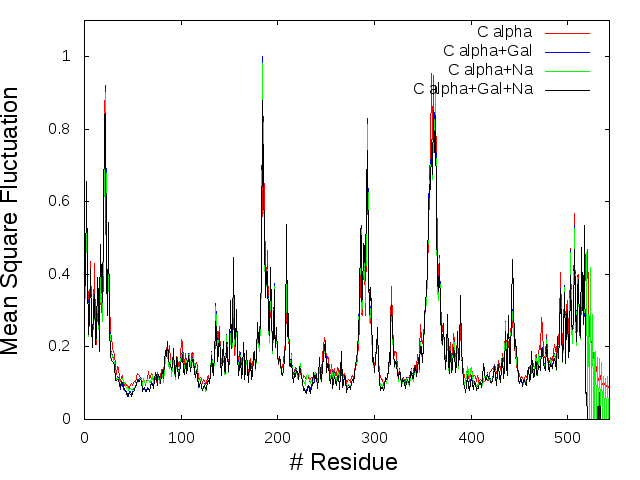 Mean Square Fluctuation
1
0.8
0.6
0.4
0.2
0
C alpha
C alpha+Gal
C alpha+Na
C alpha+Gal+Na
0 100 200 300 400 500
# Residue